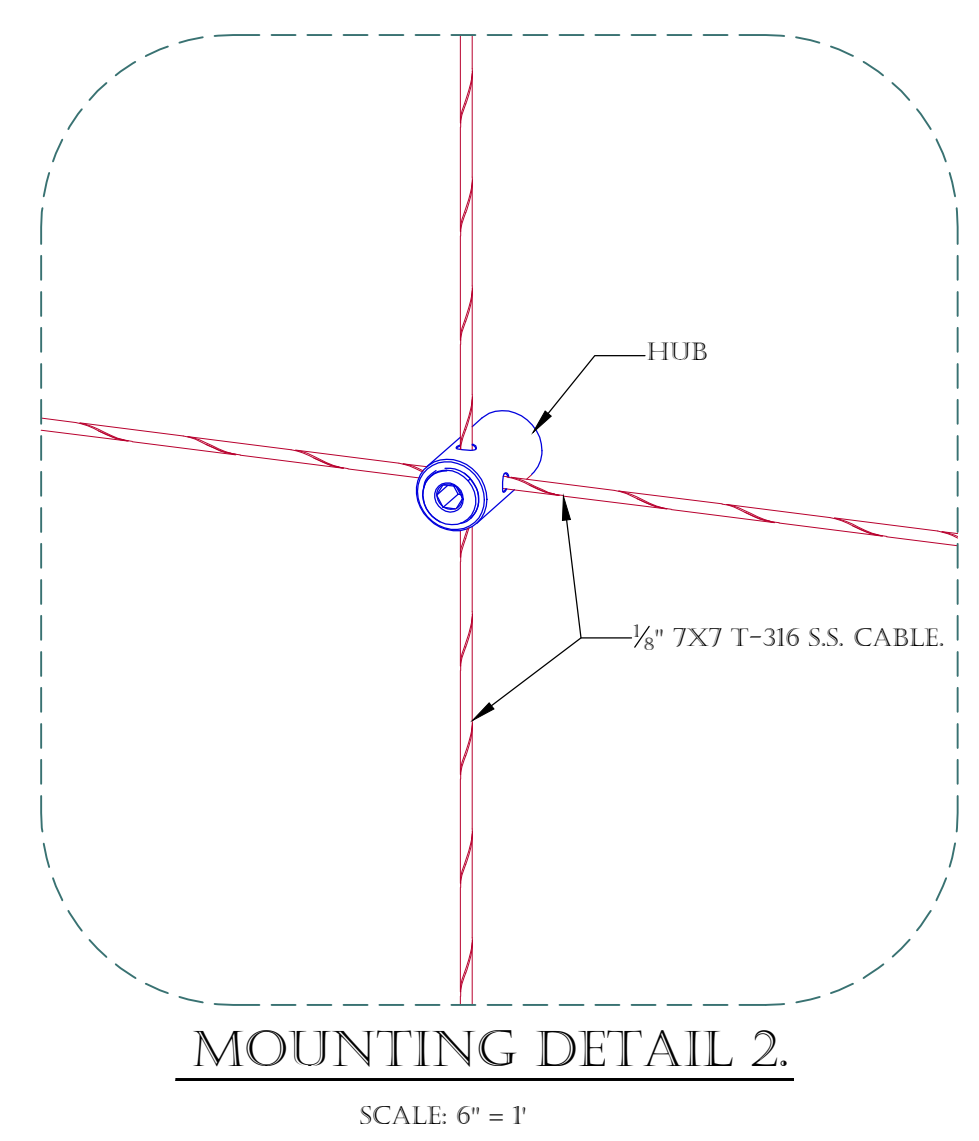 HUB
⅛" 7X7 T-316 S.S. CABLE.
MOUNTING DETAIL 2.
SCALE: 6" = 1'